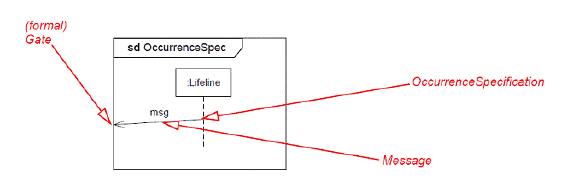 (formal)
Gate
sd OccurrenceSpec
:Lifeline
OccurrenceSpecification
msg
Message